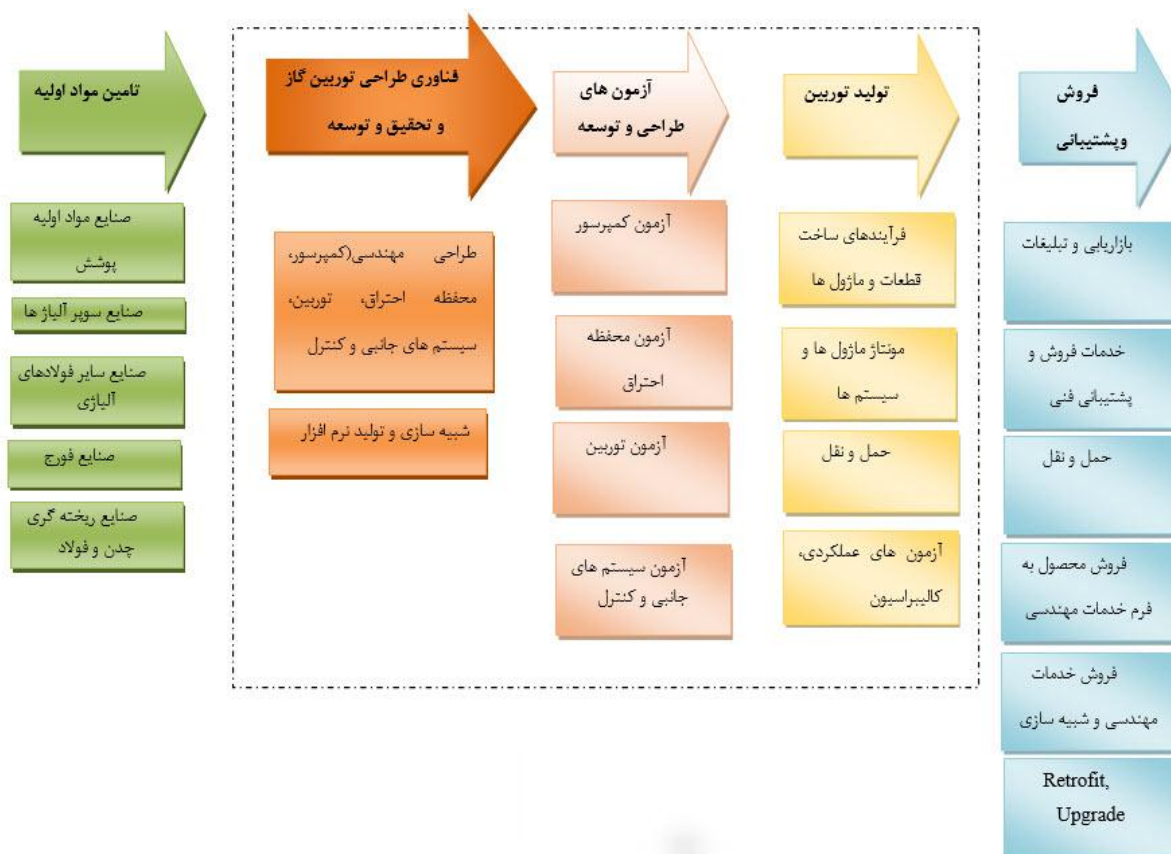 تامین مواد اولیه
صنایع مواد اولیه
پوشش
صنایع سوپر آلیاژ ها
صنایع سایر فولادهای
آلیاژی
صنایع فورج
صنایع ریخته گری
چدن و فولاد
فناوری طراحی توربین گاز
و تحقیق و توسعه
طراحی مهندسی(کمپرسور،
محفظه احتراق، توربین،
سیستم های جانبی و کنترل
شبیه سازی و تولید نرم افزار
آزمون های
طراحی و توسعه
آزمون کمپرسور
آزمون محفظه
احتراق
آزمون توربین
آزمون سیستم های
جانبی و کنترل
تولید توربین
فرآیندهای ساخت
قطعات و ماژول ها
مونتاژ ماژول ها و
سیستم ها
حمل و نقل
آزمون های عملکردی،
کالیبراسیون
فروش
وپشتیبانی
بازاریابی و تبلیغات
خدمات فروش و
پشتیبانی فنی
حمل و نقل
فروش محصول به
فرم خدمات مهندسی
فروش خدمات
مهندسی و شبیه سازی
Retrofit,
Upgrade